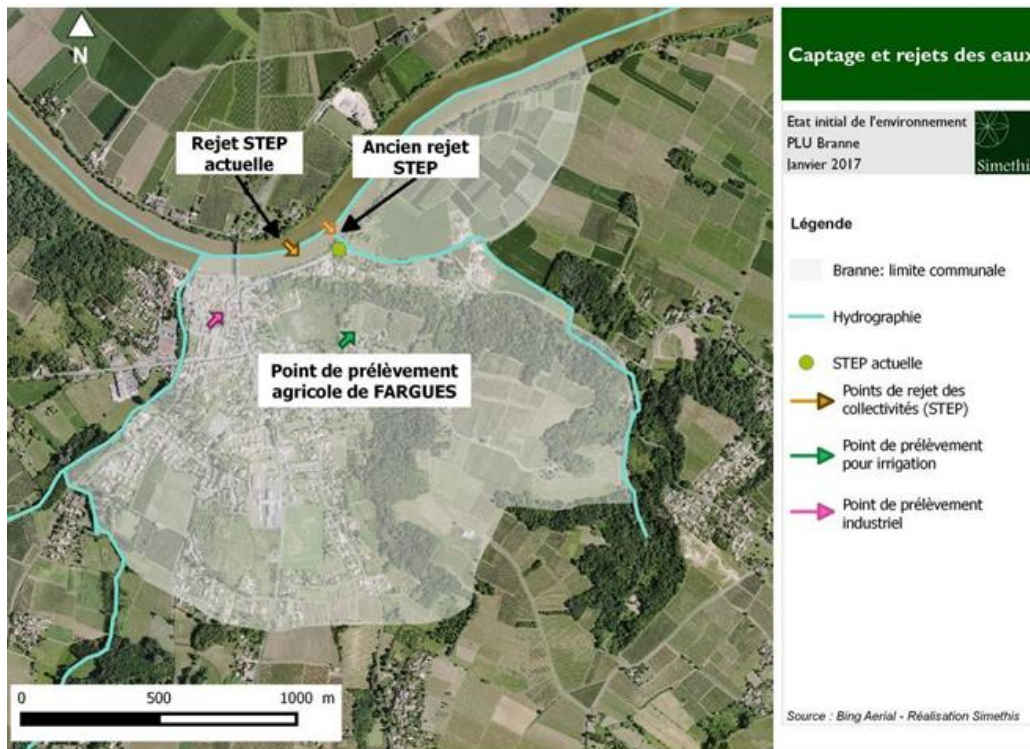 N
Rejet STEP
actuelle
Ancien rejet
STEP
Point de prélèvement
agricole de FARGUES
0 500 1000 m
Captage et rejets des eaux
Etat initial de l'environnement
PLU Branne
Janvier 2017
Simethi
Légende
Branne: limite communale
Hydrographie
STEP actuelle
Points de rejet des
collectivités (STEP)
Point de prélèvement
pour irrigation
Point de prélèvement
industriel
Source : Bing Aerial - Réalisation Simethis